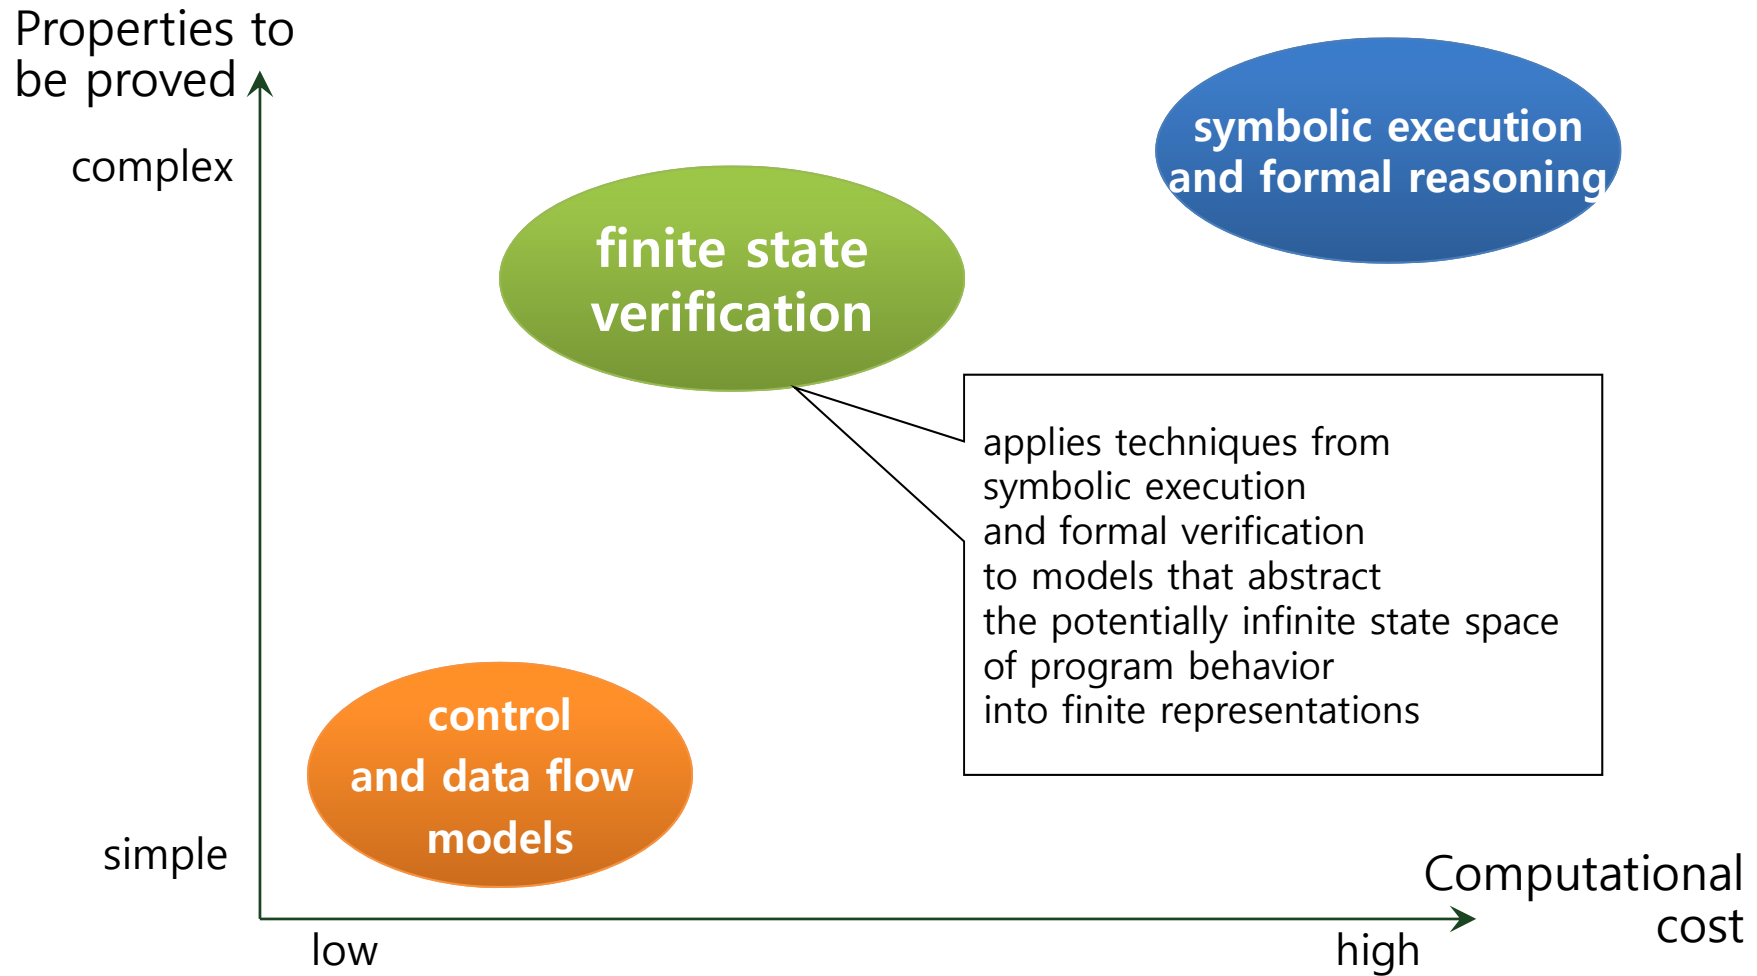 Properties to
be proved
complex
symbolic execution
and formal reasoning
finite state
verification
applies techniques from
symbolic execution
and formal verification
to models that abstract
the potentially infinite state space
of program behavior
into finite representations
control
and data flow
models
simple
Computational
cost
low
high